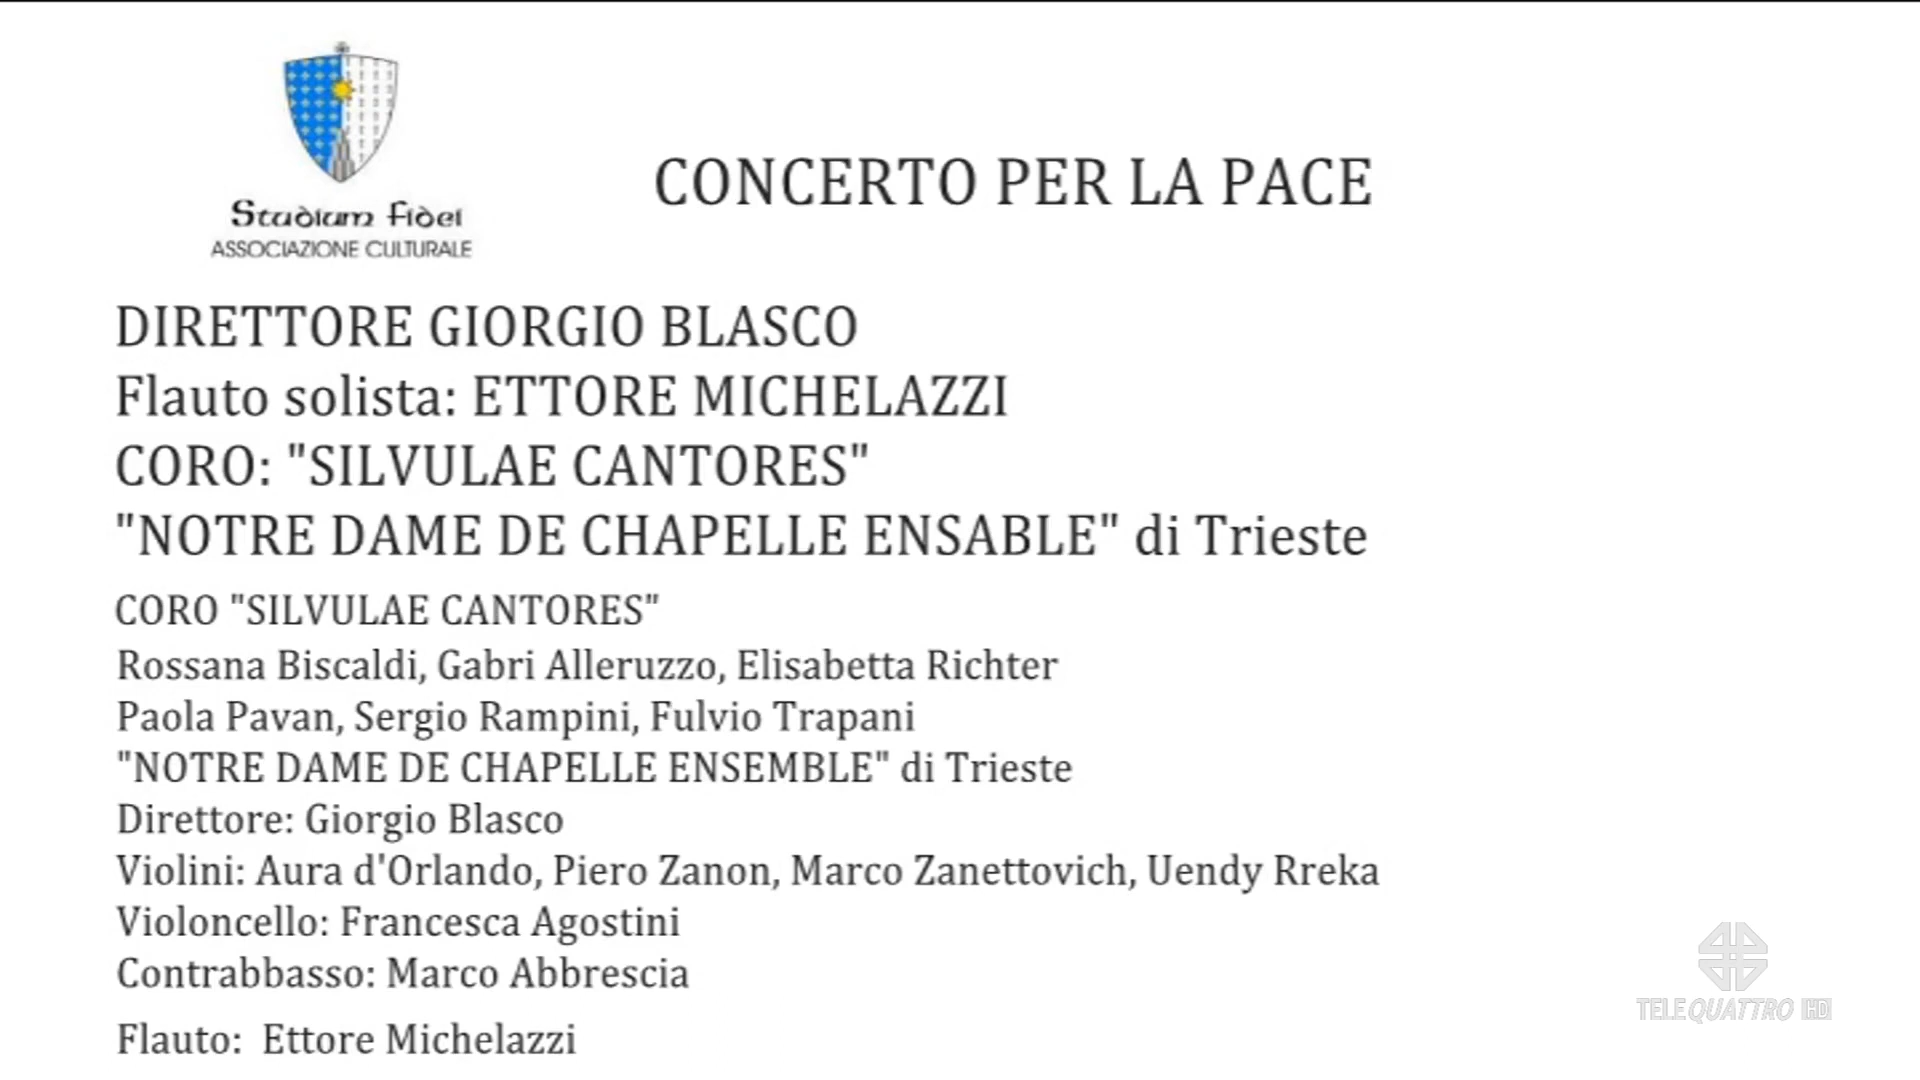 Studium Fidei
ASSOCIAZIONE CULTURALE
CONCERTO PER LA PACE
DIRETTORE GIORGIO BLASCO
Flauto solista: ETTORE MICHELAZZI
CORO: "SILVULAE CANTORES"
"NOTRE DAME DE CHAPELLE ENSABLE" di Trieste
CORO "SILVULAE CANTORES"
Rossana Biscaldi, Gabri Alleruzzo, Elisabetta Richter
Paola Pavan, Sergio Rampini, Fulvio Trapani
"NOTRE DAME DE CHAPELLE ENSEMBLE" di Trieste
Direttore: Giorgio Blasco
Violini: Aura d'Orlando, Piero Zanon, Marco Zanettovich, Uendy Rreka
Violoncello: Francesca Agostini
Contrabbasso: Marco Abbrescia
Flauto: Ettore Michelazzi
TELEQUATTRO HD